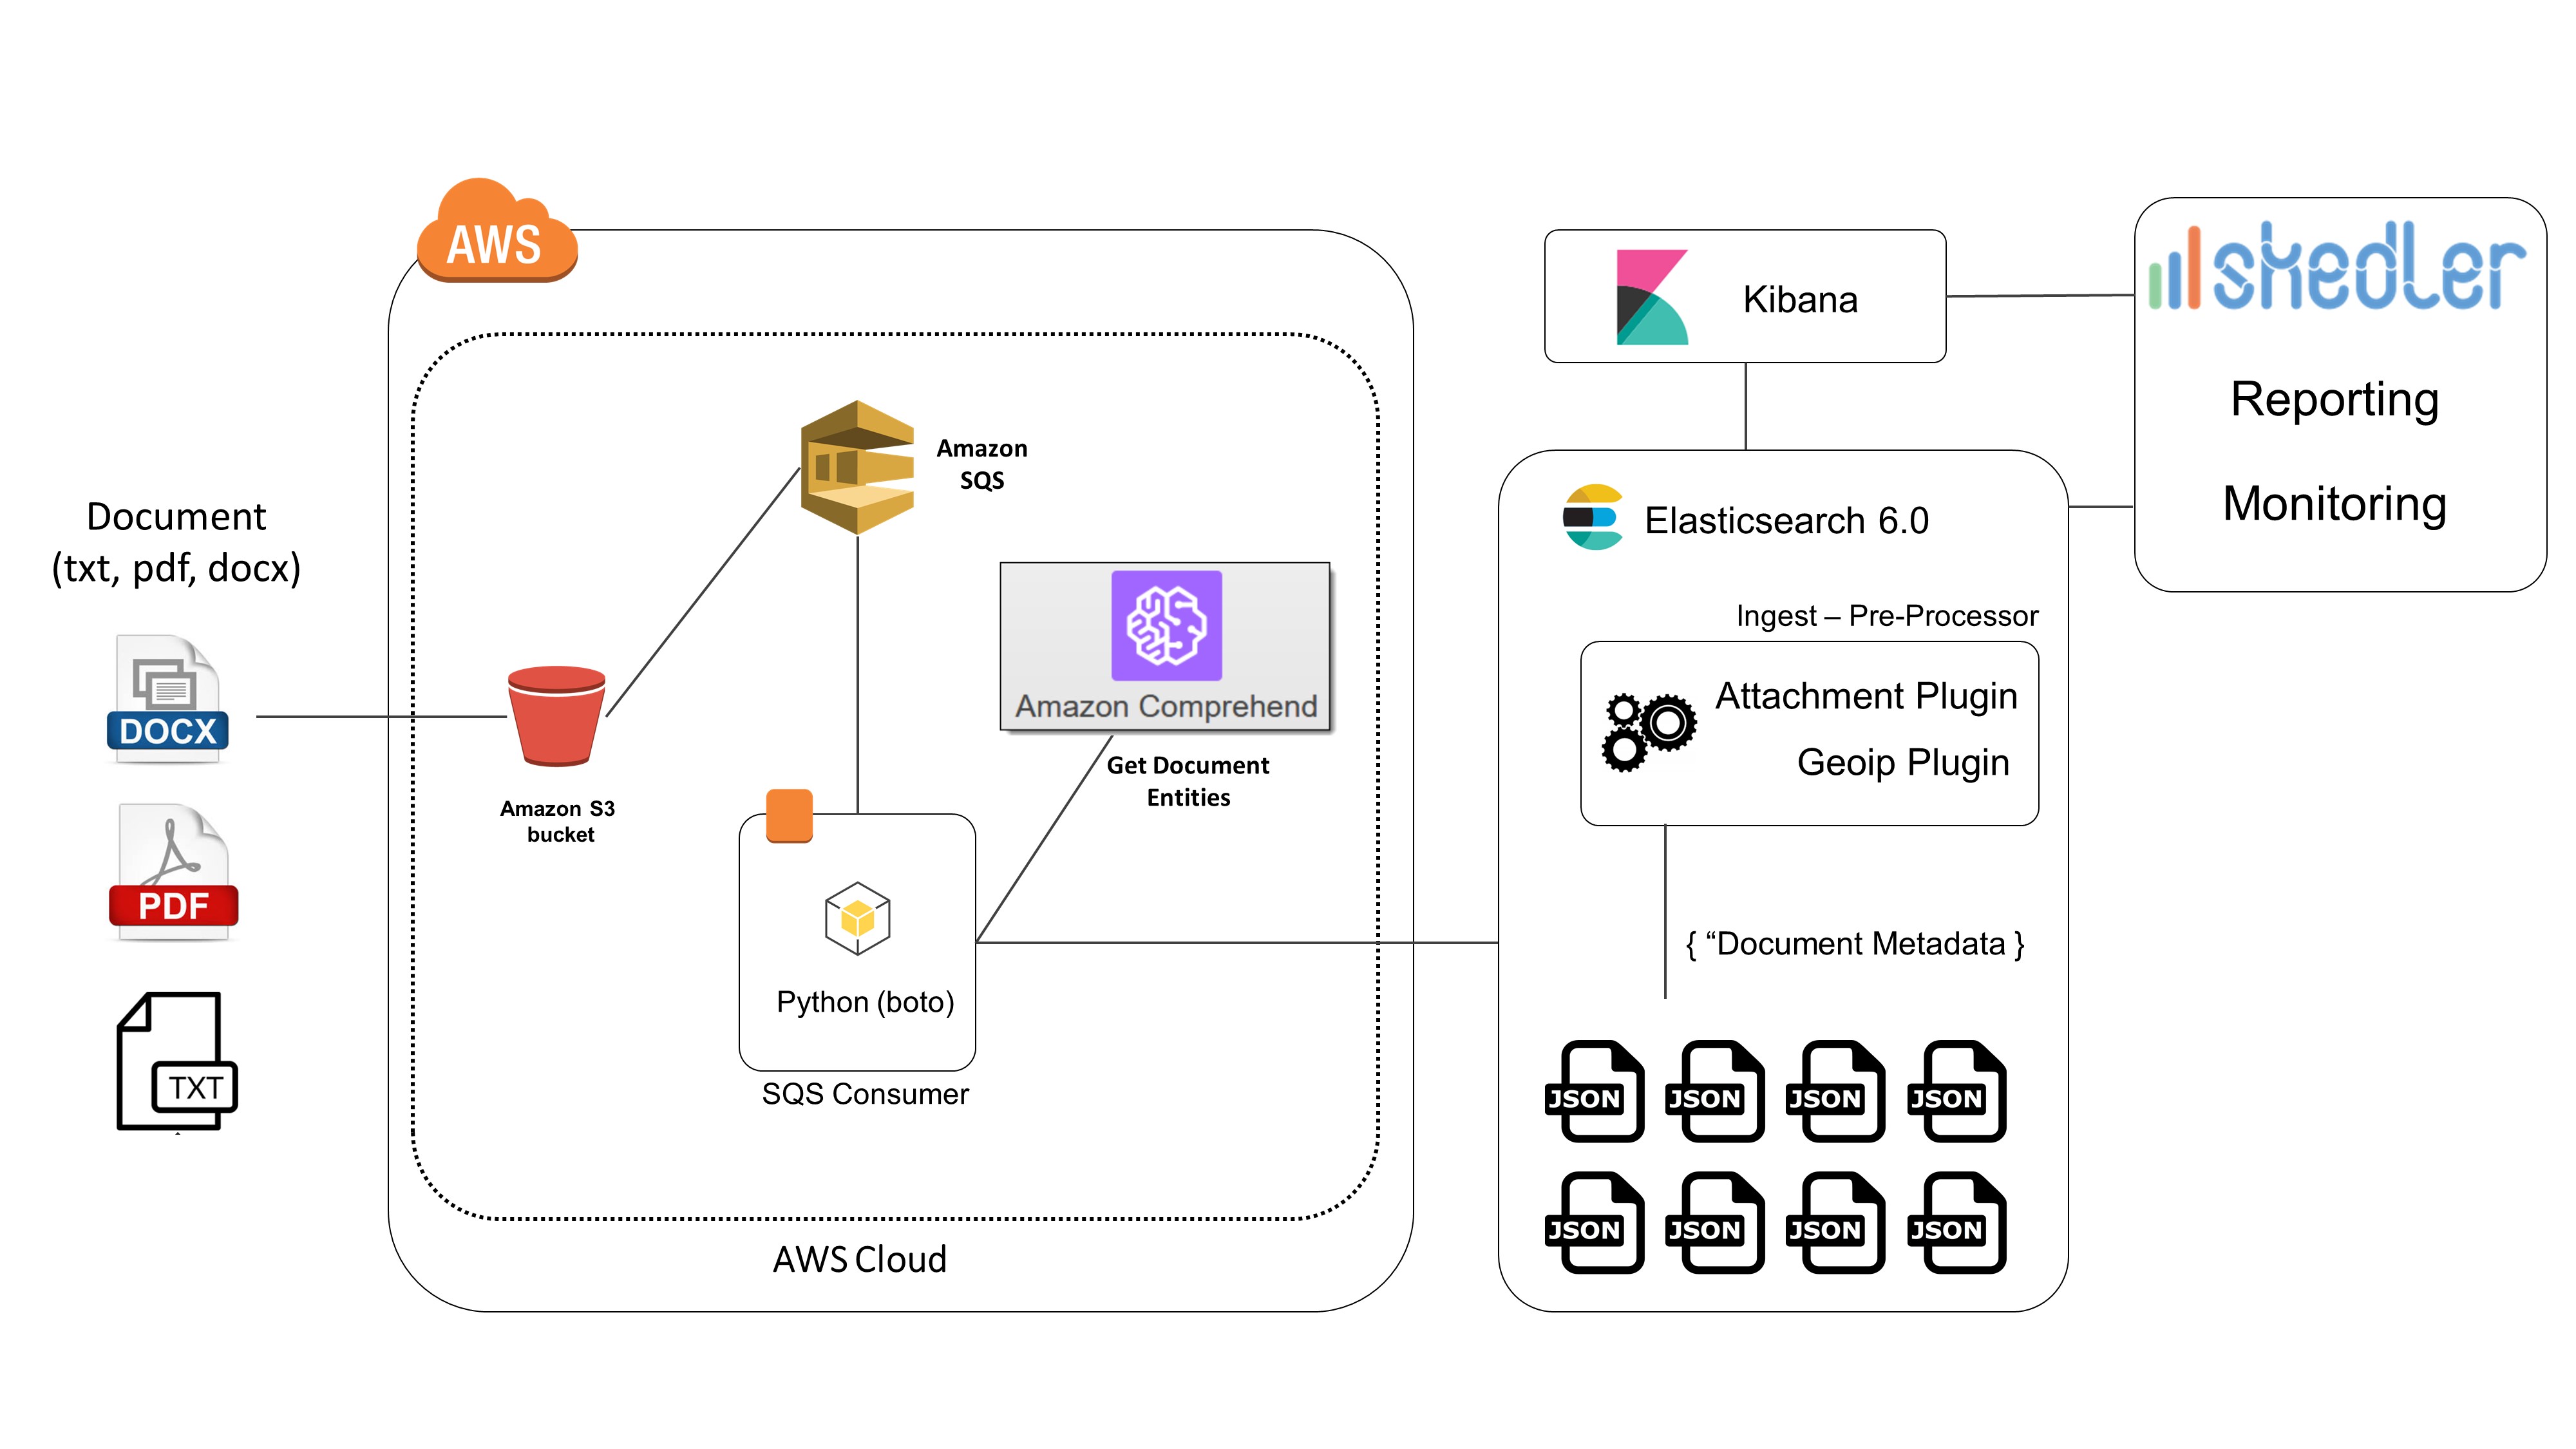 Document
(txt, pdf, docx)
DOCX
PDF
TXT
AWS
Amazon
SQS
Amazon S3
bucket
Amazon Comprehend
Get Document
Entities
Python (boto)
SQS Consumer
AWS Cloud
Kibana
skedler
Reporting
Monitoring
Elasticsearch 6.0
Ingest – Pre-Processor
Attachment Plugin
Geoip Plugin
{ “Document Metadata }
JSON JSON JSON JSON
JSON JSON JSON JSON